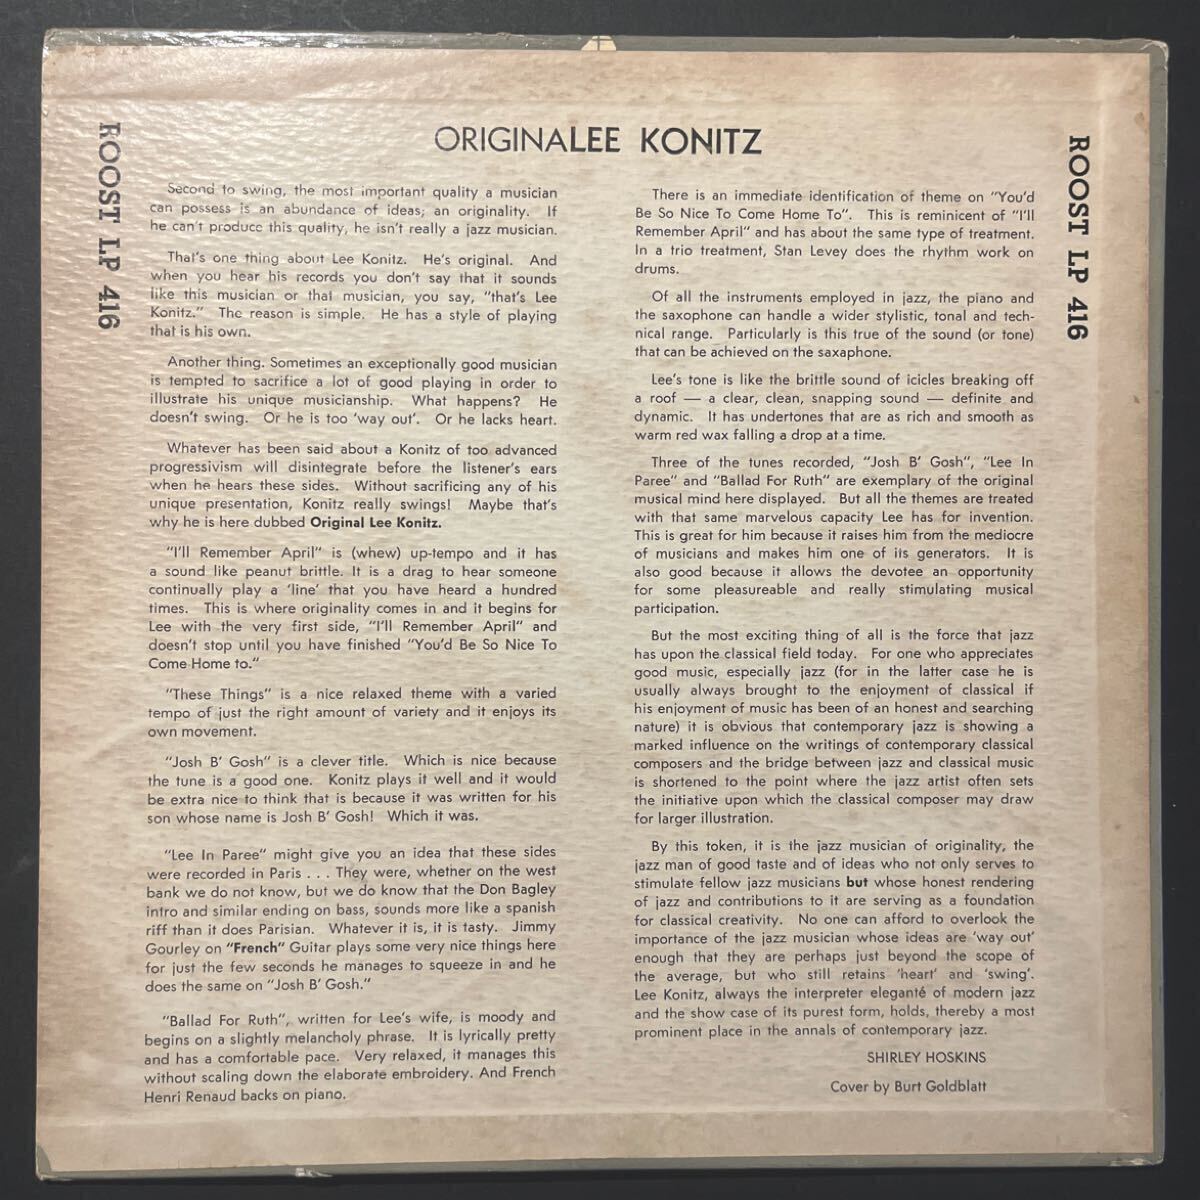 ORIGINALEE KONITZ
ROOST LP 416
Second to swing, the most important quality a musician
can possess is an abundance of ideas; an originality. If
he can't produce this quality, he isn't really a jazz musician.
That's one thing about Lee Konitz. He's original. And
when you hear his records you don't say that it sounds
like this musician or that musician, you say, "that's Lee
Konitz." The reason is simple. He has a style of playing
that is his own.
Another thing. Sometimes an exceptionally good musician
is tempted to sacrifice a lot of good playing in order to
illustrate his unique musicianship. What happens? He
doesn't swing. Or he is too 'way out'. Or he lacks heart.
Whatever has been said about a Konitz of too advanced
progressivism will disintegrate before the listener's ears
when he hears these sides. Without sacrificing any of his
unique presentation, Konitz really swings! Maybe that's
why he is here dubbed Original Lee Konitz.
"I'll Remember April" is (whew) up-tempo and it has
a sound like peanut brittle. It is a drag to hear someone
continually play a 'line' that you have heard a hundred
times. This is where originality comes in and it begins for
Lee with the very first side, "I'll Remember April" and
doesn't stop until you have finished "You'd Be So Nice To
Come Home to."
"These Things" is a nice relaxed theme with a varied
tempo of just the right amount of variety and it enjoys its
own movement.
"Josh B' Gosh" is a clever title. Which is nice because
the tune is a good one. Konitz plays it well and it would
be extra nice to think that is because it was written for his
son whose name is Josh B' Gosh! Which it was.
"Lee In Paree" might give you an idea that these sides
were recorded in Paris . . . They were, whether on the west
bank we do not know, but we do know that the Don Bagley
intro and similar ending on bass, sounds more like a spanish
riff than it does Parisian. Whatever it is, it is tasty. Jimmy
Gourley on "French" Guitar plays some very nice things here
for just the few seconds he manages to squeeze in and he
does the same on "Josh B' Gosh."
"Ballad For Ruth", written for Lee's wife, is moody and
begins on a slightly melancholy phrase. It is lyrically pretty
and has a comfortable pace. Very relaxed, it manages this
without scaling down the elaborate embroidery. And French
Henri Renaud backs on piano.
There is an immediate identification of theme on "You'd
Be So Nice To Come Home To". This is reminicent of "I'll
Remember April" and has about the same type of treatment.
In a trio treatment, Stan Levey does the rhythm work on
drums.
Of all the instruments employed in jazz, the piano and
the saxophone can handle a wider stylistic, tonal and tech-
nical range. Particularly is this true of the sound (or tone)
that can be achieved on the saxophone.
Lee's tone is like the brittle sound of icicles breaking off
a roof — a clear, clean, snapping sound — definite and
dynamic. It has undertones that are as rich and smooth as
warm red wax falling a drop at a time.
Three of the tunes recorded, "Josh B' Gosh", "Lee In
Paree" and "Ballad For Ruth" are exemplary of the original
musical mind here displayed. But all the themes are treated
with that same marvelous capacity Lee has for invention.
This is great for him because it raises him from the mediocre
of musicians and makes him one of its generators. It is
also good because it allows the devotee an opportunity
for some pleasureable and really stimulating musical
participation.
But the most exciting thing of all is the force that jazz
has upon the classical field today. For one who appreciates
good music, especially jazz (for in the latter case he is
usually always brought to the enjoyment of classical if
his enjoyment of music has been of an honest and searching
nature) it is obvious that contemporary jazz is showing a
marked influence on the writings of contemporary classical
composers and the bridge between jazz and classical music
is shortened to the point where the jazz artist often sets
the initiative upon which the classical composer may draw
for larger illustration.
By this token, it is the jazz musician of originality, the
jazz man of good taste and of ideas who not only serves to
stimulate fellow jazz musicians but whose honest rendering
of jazz and contributions to it are serving as a foundation
for classical creativity. No one can afford to overlook the
importance of the jazz musician whose ideas are 'way out'
enough that they are perhaps just beyond the scope of
the average, but who still retains 'heart' and 'swing'.
Lee Konitz, always the interpreter eleganté of modern jazz
and the show case of its purest form, holds, thereby a most
prominent place in the annals of contemporary jazz.
SHIRLEY HOSKINS
Cover by Burt Goldblatt
ROOST LP 416